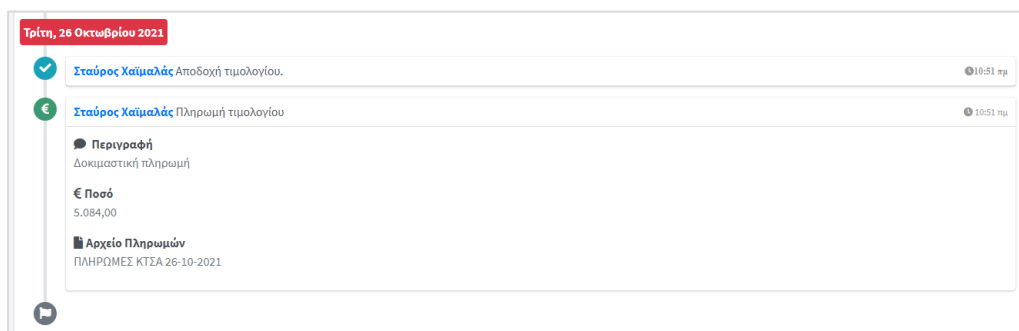 Τρίτη, 26 Οκτωβρίου 2021
Σταύρος Χαϊμαλάς Αποδοχή τιμολογίου. 10:51 πμ
Σταύρος Χαϊμαλάς Πληρωμή τιμολογίου 10:51 πμ
Περιγραφή
Δοκιμαστική πληρωμή
€ Ποσό
5.084,00
Αρχείο Πληρωμών
ΠΛΗΡΩΜΕΣ ΚΤΣΑ 26-10-2021